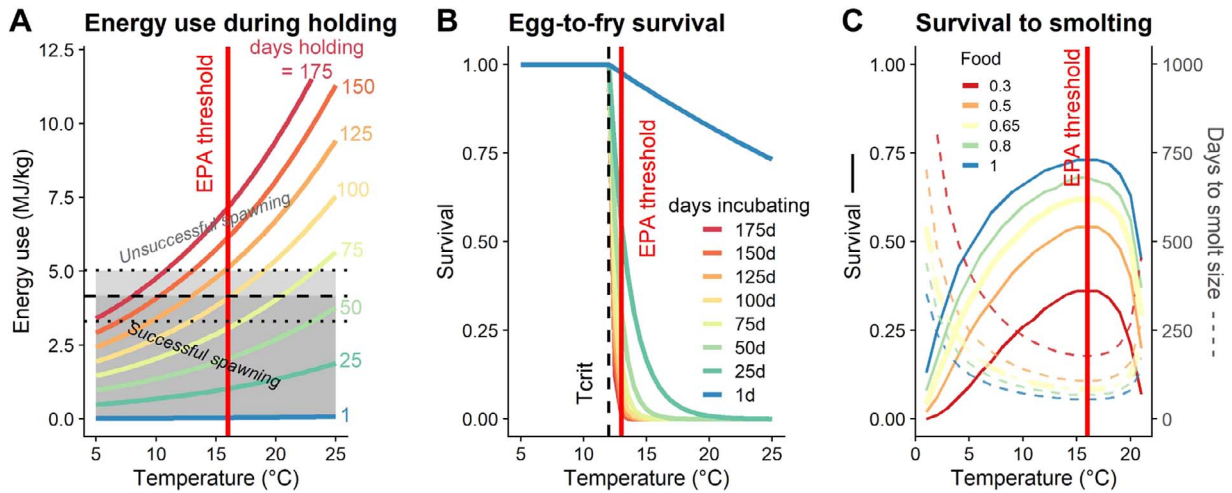 A Energy use during holding
days holding
= 175
12.5
10.0
7.5
5.0
2.5
0.0
Energy use (MJ/kg)
EPA threshold
150
125
100
75
50
25
1
Unsuccessful spawning
Successful spawning
5 10 15 20 25
Temperature (°C)
B Egg-to-fry survival
1.00
0.75
0.50
0.25
0.00
Survival
Tcrit
EPA threshold
days incubating
175d
150d
125d
100d
75d
50d
25d
1d
5 10 15 20 25
Temperature (°C)
C Survival to smolting
1.00
0.75
0.50
0.25
0.00
Survival
Food
0.3
0.5
0.65
0.8
1
EPA threshold
1000
750
500
250
0
Days to smolt size
0 5 10 15 20
Temperature (°C)